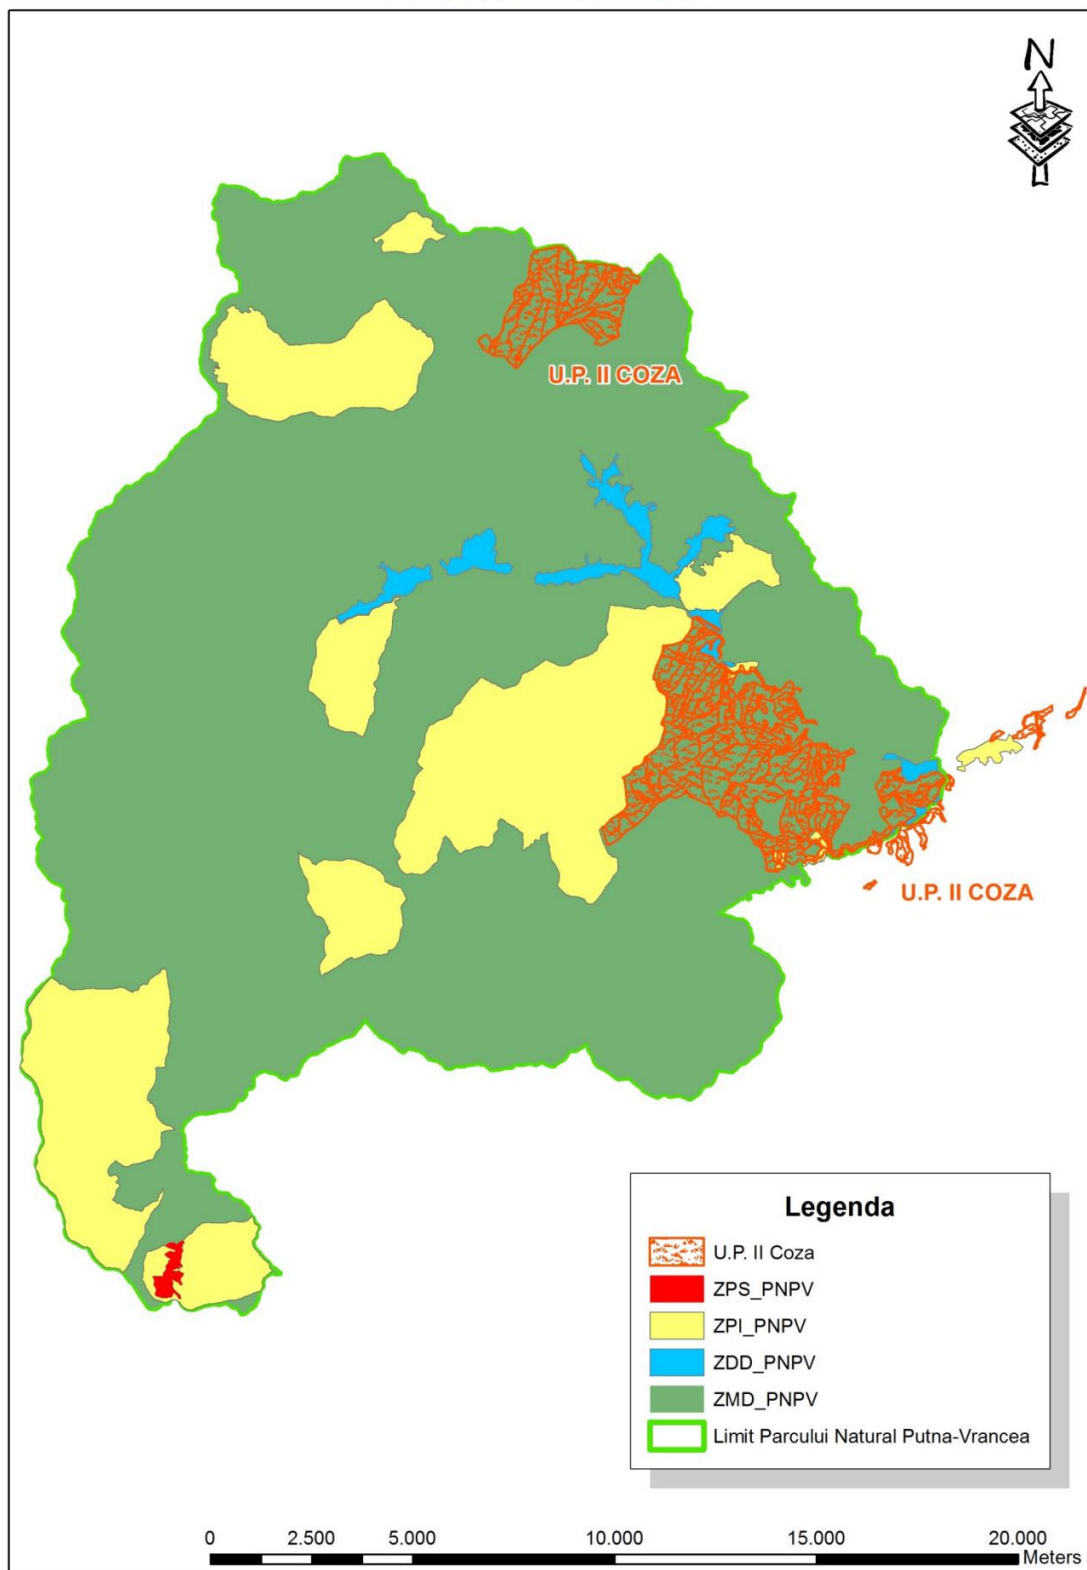 N
U.P. II COZA
U.P. II COZA
Legenda
U.P. II Coza
ZPS_PNPV
ZPI_PNPV
ZDD_PNPV
ZMD_PNPV
Limit Parcului Natural Putna-Vrancea
0 2.500 5.000 10.000 15.000 20.000
Meters